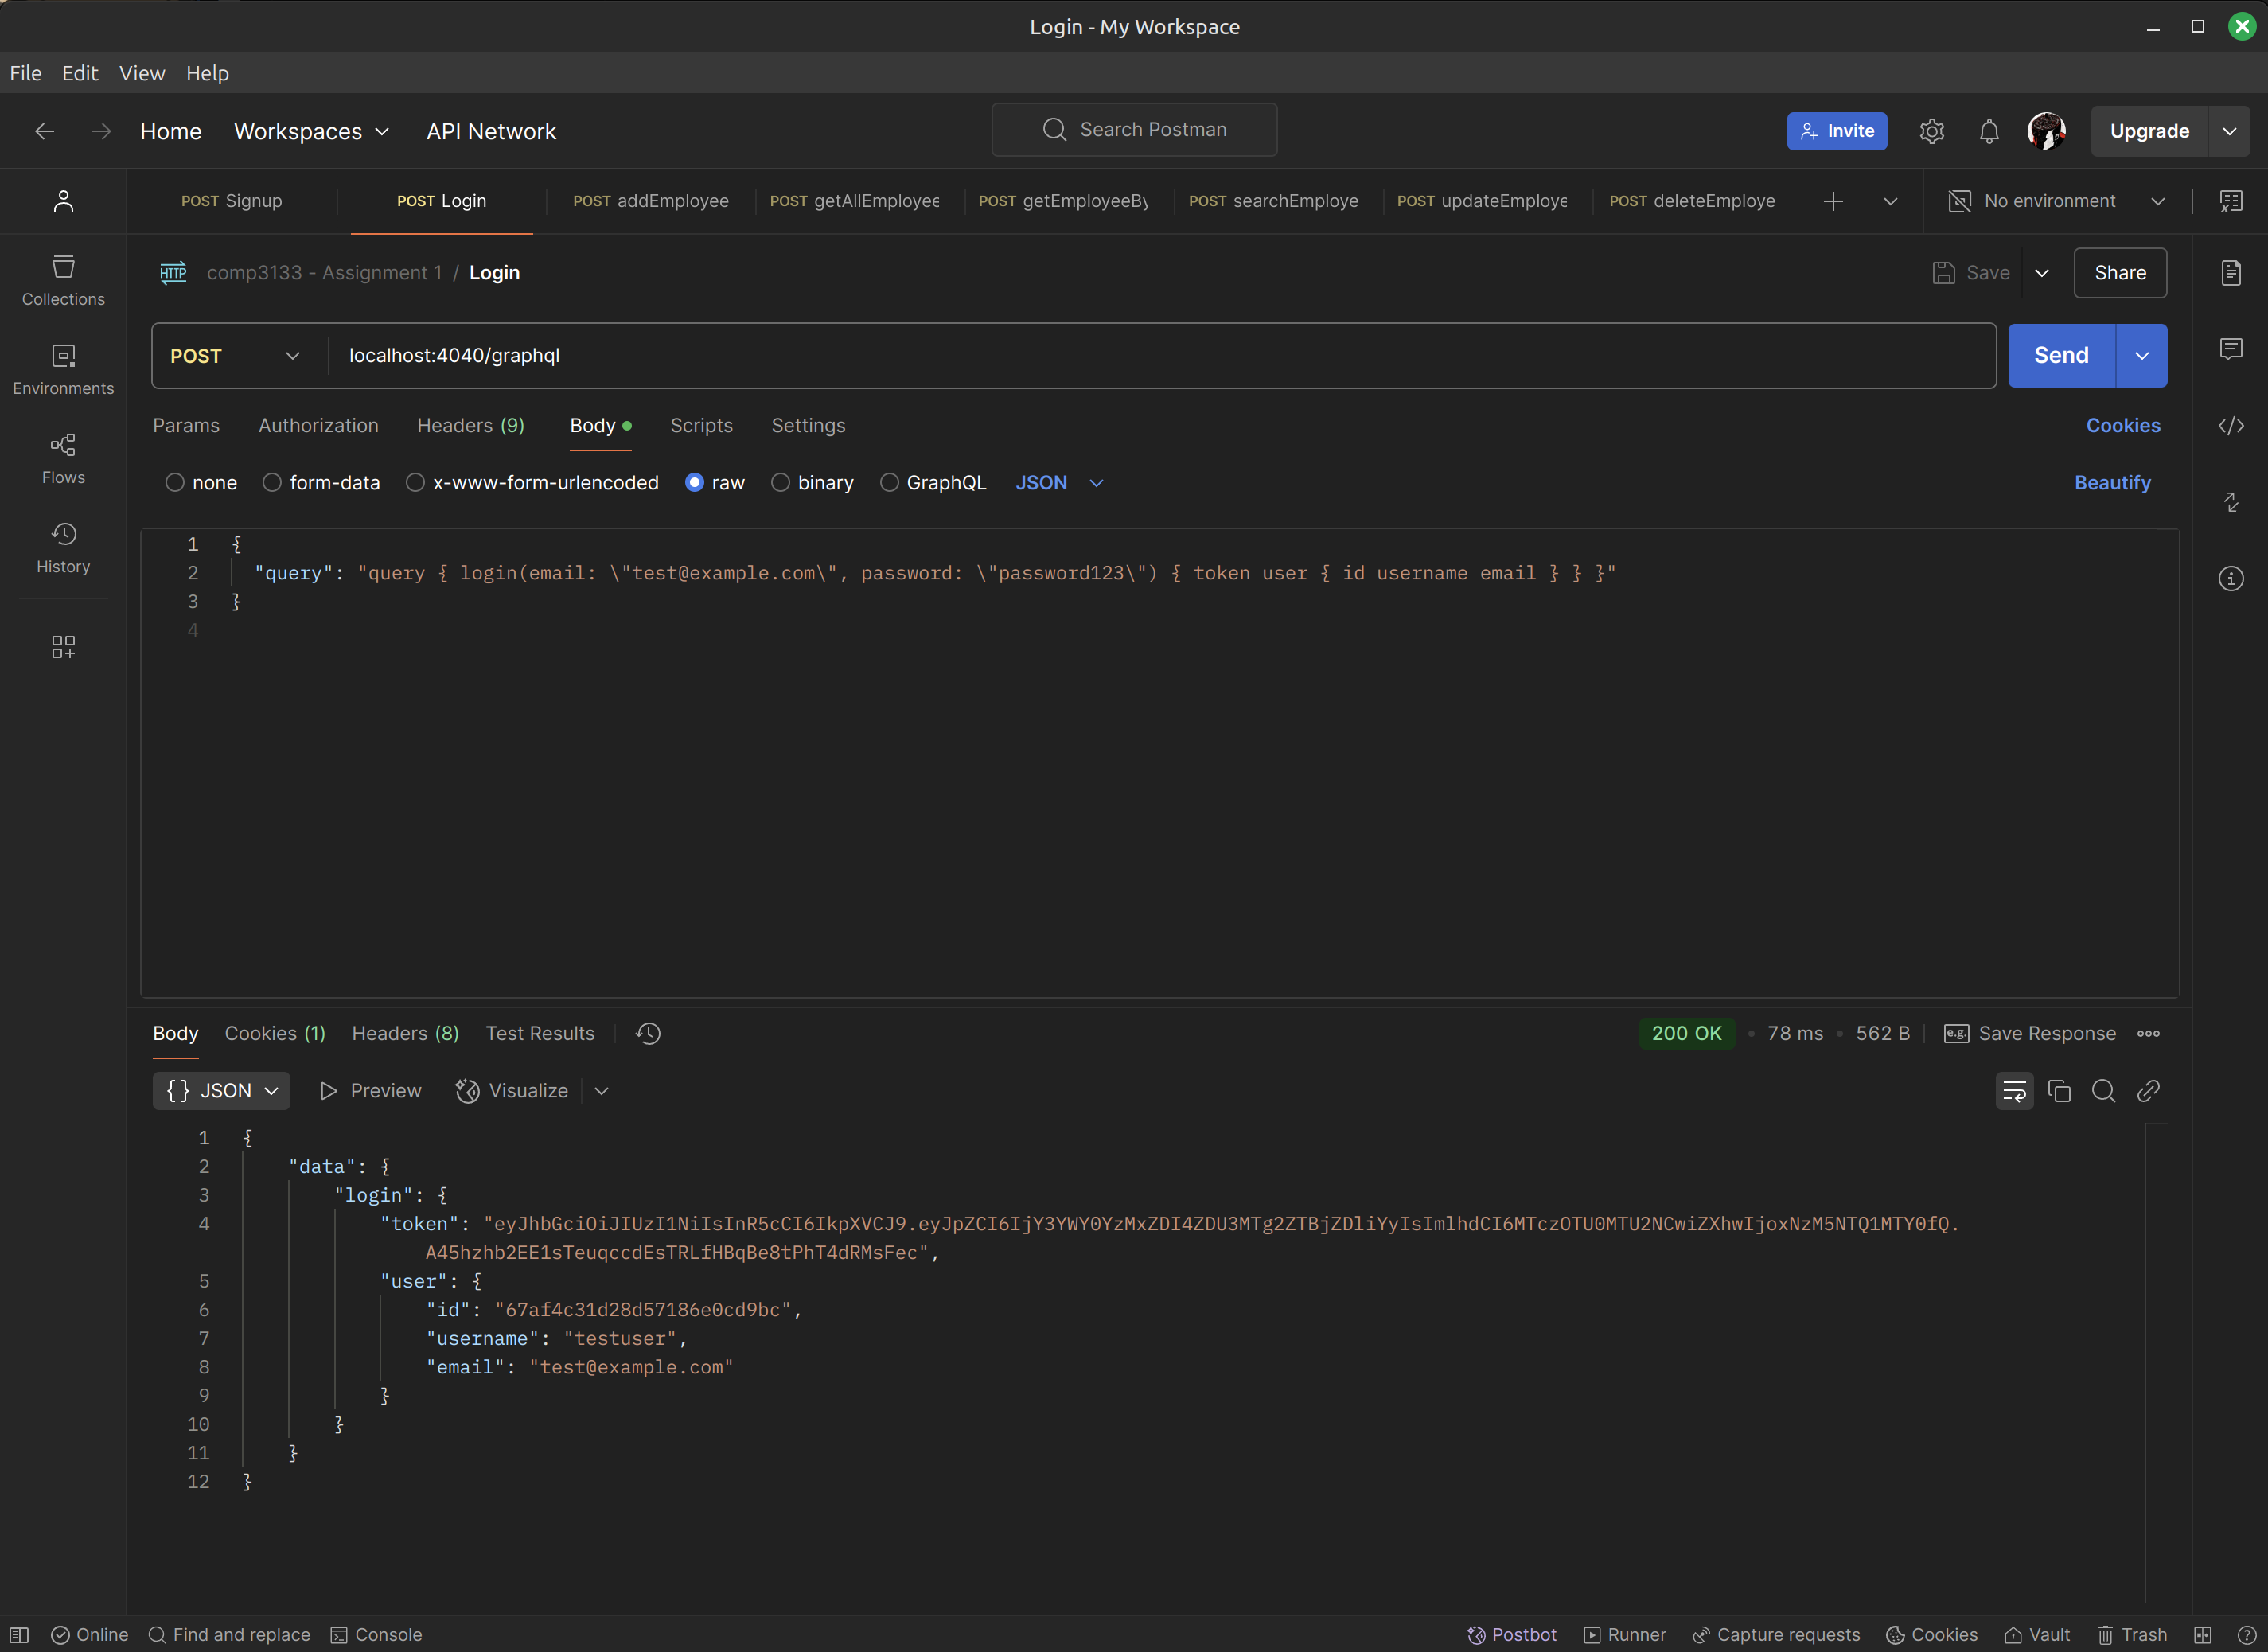 Login - My Workspace
File Edit View Help
Home Workspaces API Network Search Postman Invite Upgrade
POST Signup POST Login POST addEmployee POST getAllEmployee POST getEmployeeBy POST searchEmploye POST updateEmploye POST deleteEmploye No environment
HTTP comp3133 - Assignment 1 / Login Save Share
Collections
POST localhost:4040/graphql Send
Environments
Params Authorization Headers (9) Body Scripts Settings Cookies
Flows
none form-data x-www-form-urlencoded raw binary GraphQL JSON Beautify
History
1 {
2 "query": "query { login(email: \"test@example.com\", password: \"password123\") { token user { id username email } } }"
3 }
4
Body Cookies (1) Headers (8) Test Results 200 OK • 78 ms • 562 B e.g. Save Response
{} JSON Preview Visualize
1 {
2 "data": {
3 "login": {
4 "token": "eyJhbGciOiJIUzI1NiIsInR5cCI6IkpXVCJ9.eyJpZCI6IjY3YWY0YzMxZDI4ZDU3MTg2ZTBjZDliYyIsImlhdCI6MTczOTU0MTU2NCwiZXhwIjoxNzM5NTQ1MTY0fQ.
A45hzhb2EE1sTeuqccdEsTRLfHBqBe8tPhT4dRMsFec",
5 "user": {
6 "id": "67af4c31d28d57186e0cd9bc",
7 "username": "testuser",
8 "email": "test@example.com"
9 }
10 }
11 }
12 }
Online Find and replace Console Postbot Runner Capture requests Cookies Vault Trash